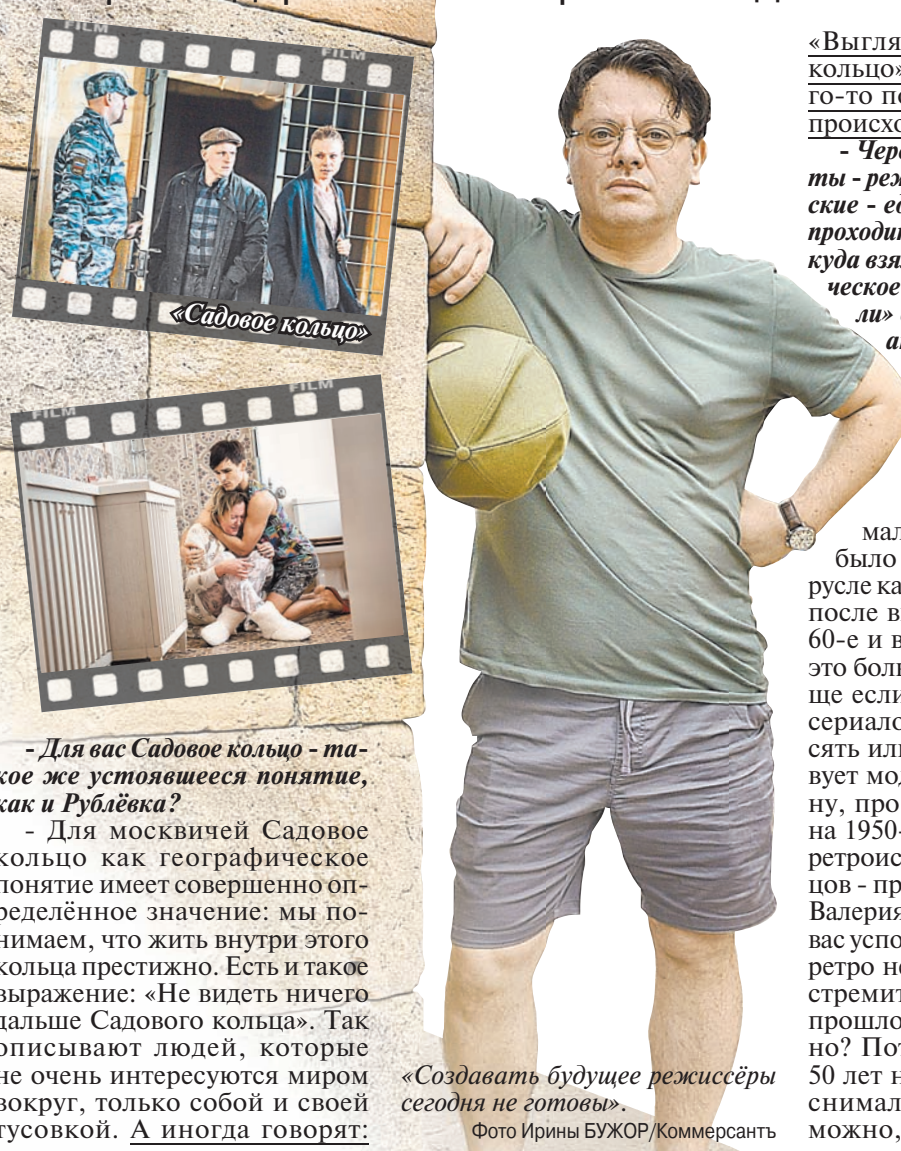 FILM
FILM
«Садовое кольцо»
FILM
FILM
- Для вас Садовое кольцо - та-
кое же устоявшееся понятие,
как и Рублёвка?
- Для москвичей Садовое
кольцо как географическое
понятие имеет совершенно оп-
ределённое значение: мы по-
нимаем, что жить внутри этого
кольца престижно. Есть и такое
выражение: «Не видеть ничего
дальше Садового кольца». Так
описывают людей, которые
не очень интересуются миром
вокруг, только собой и своей
тусовкой. А иногда говорят:
«Создавать будущее режиссёры
сегодня не готовы».
Фото Ирины БУЖОР/Коммерсантъ
«Выгля
кольцо»
го-то по
происхо
- Чере
ты - реж
ские - ед
проходи
куда взя
ческое
ли»
а
мал
было
русле ка
после в
60-е и в
это боль
ще если
сериало
сять или
вует мод
ну, про
на 1950-
ретроис
цов - пр
Валерия
вас успо
ретро не
стремит
прошло
но? Пот
50 лет н
снимал
можно,